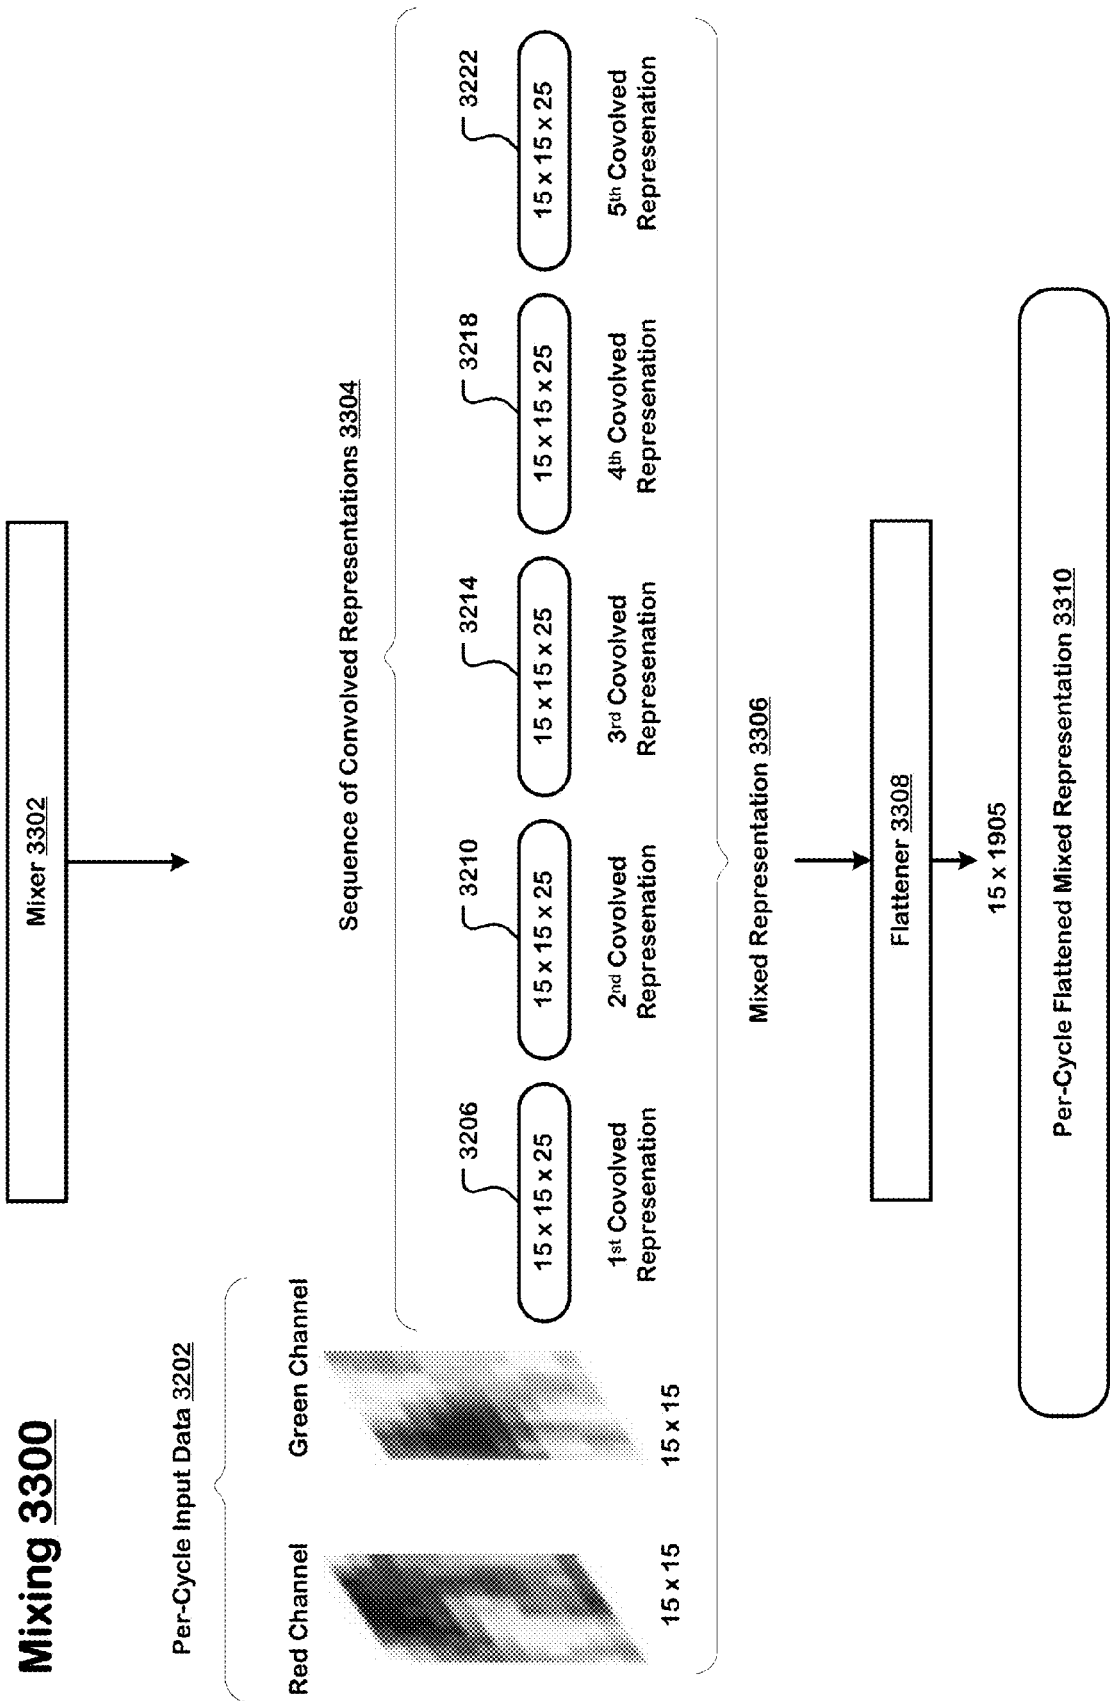 Mixing 3300
Mixer 3302
Per-Cycle Input Data 3202
Red Channel
Green Channel
15 x 15
15 x 15
Sequence of Convolved Representations 3304
3206
3210
3214
3218
3222
15 x 15 x 25
15 x 15 x 25
15 x 15 x 25
15 x 15 x 25
15 x 15 x 25
1st Covolved
Represenation
2nd Covolved
Represenation
3rd Covolved
Represenation
4th Covolved
Represenation
5th Covolved
Represenation
Mixed Representation 3306
Flattener 3308
15 x 1905
Per-Cycle Flattened Mixed Representation 3310